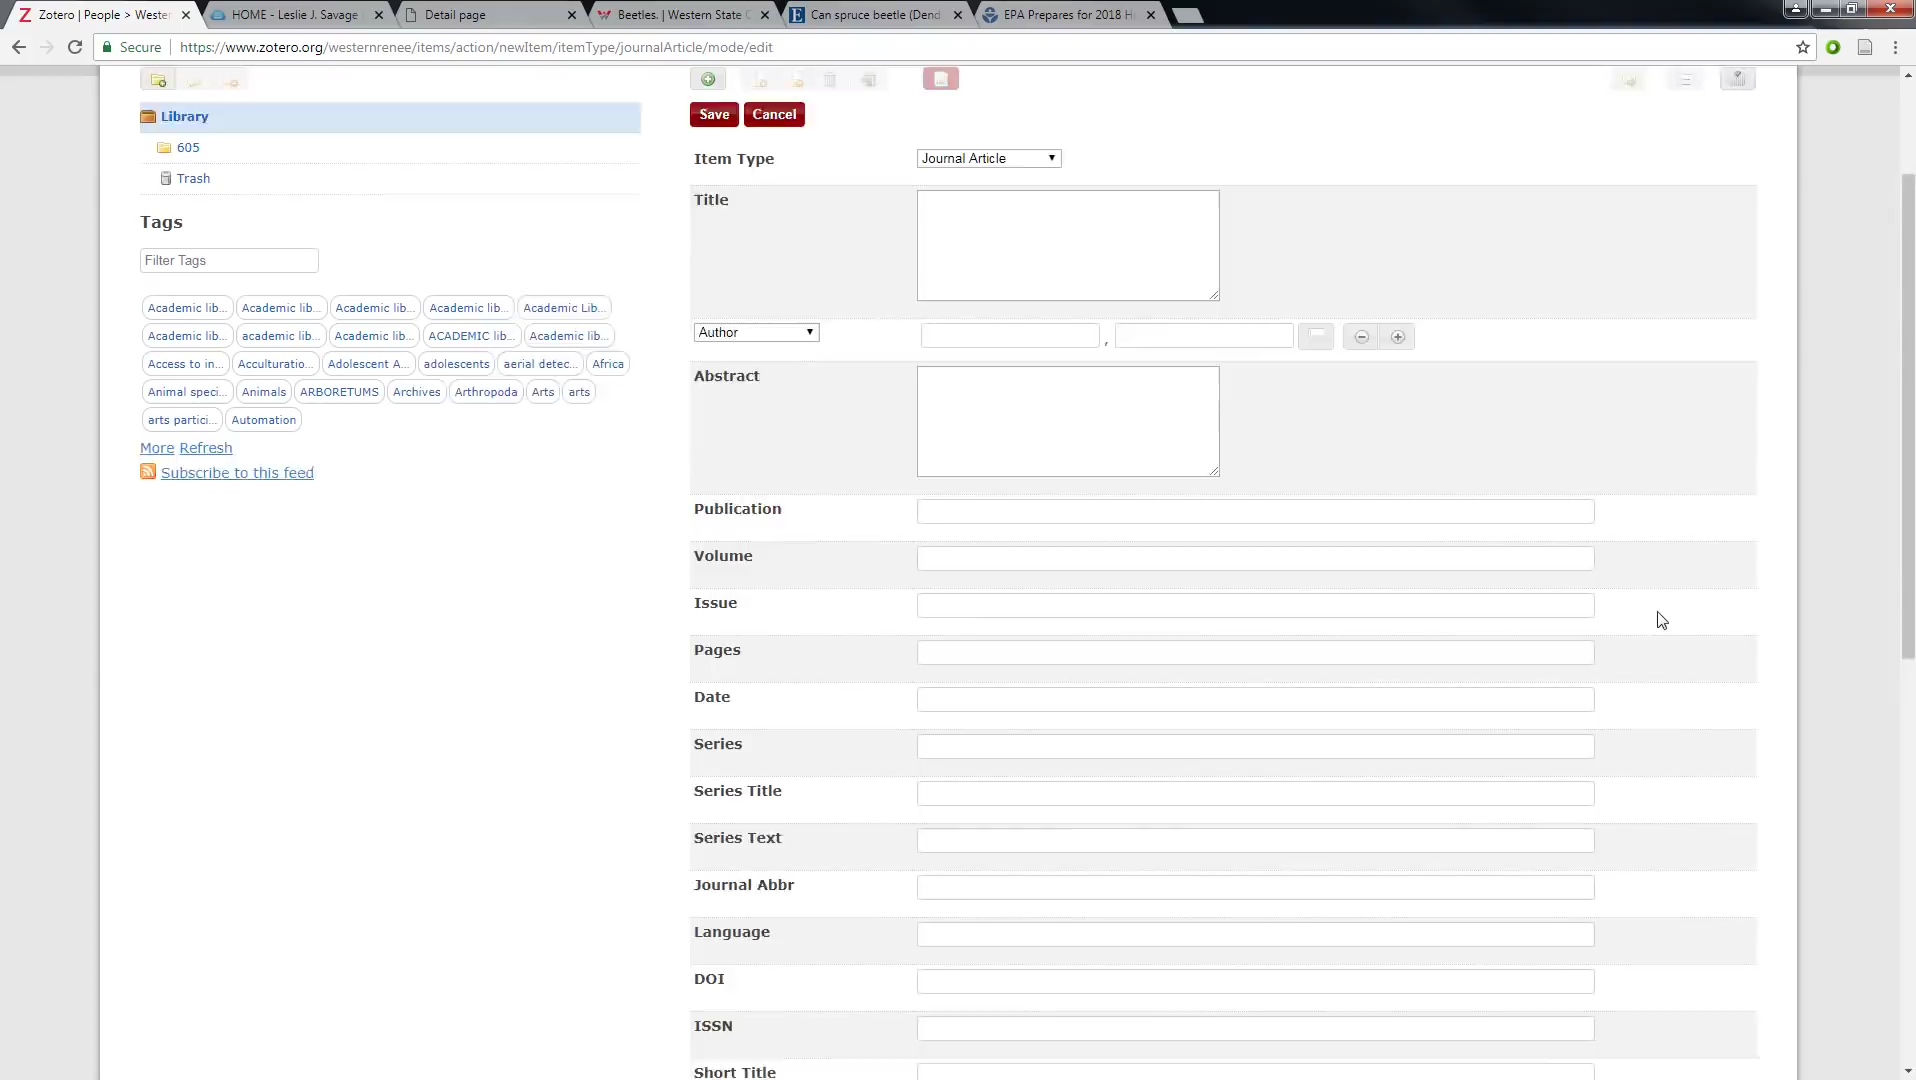 Zotero | People > Weste
HOME - Leslie J. Savage
Detail page
Beetles. | Western State C
Can spruce beetle (Dend
EPA Prepares for 2018 H
Secure
https://www.zotero.org/westernrenee/items/action/newItem/itemType/journalArticle/mode/edit
Library
605
Trash
Tags
Filter Tags
Academic lib... Academic lib... Academic lib... Academic lib... Academic Lib...
Academic lib... academic lib... Academic lib... ACADEMIC lib... Academic lib...
Access to in... Acculturatio... Adolescent A... adolescents aerial detec... Africa
Animal speci... Animals ARBORETUMS Archives Arthropoda Arts arts
arts partici... Automation
More Refresh
Subscribe to this feed
Save Cancel
Item Type Journal Article
Title
Author ,
Abstract
Publication
Volume
Issue
Pages
Date
Series
Series Title
Series Text
Journal Abbr
Language
DOI
ISSN
Short Title